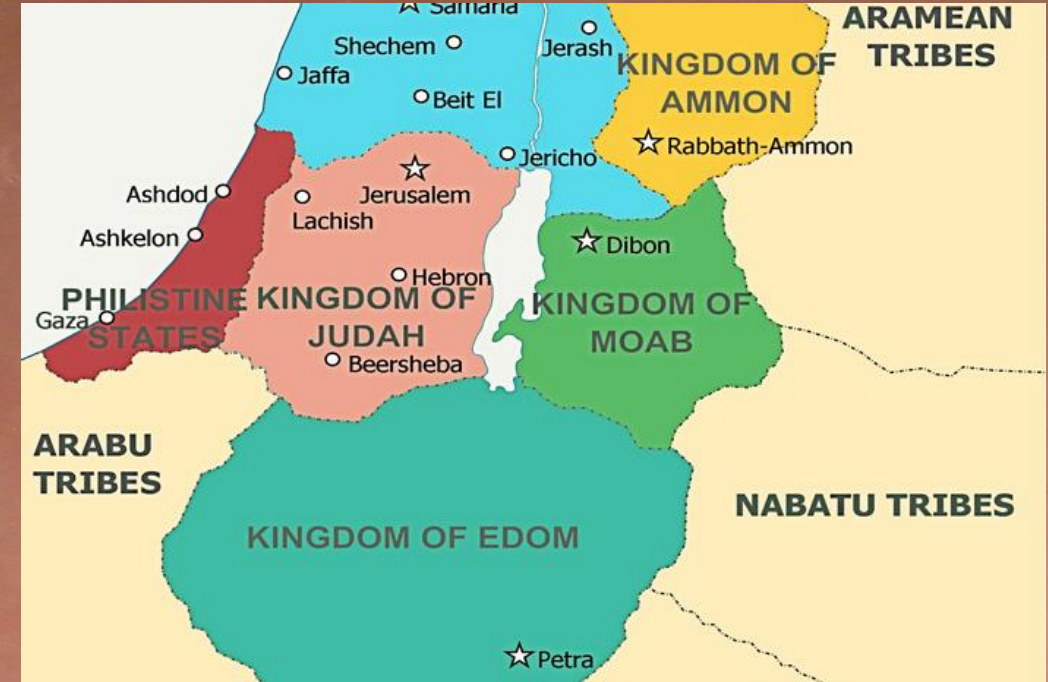 Samaria
ARAMEAN
TRIBES
Shechem
Jerash
KINGDOM OF
AMMON
Jaffa
Beit El
Rabbath-Ammon
Jericho
Ashdod
Jerusalem
Lachish
Ashkelon
Dibon
Hebron
PHILISTINE
STATES
KINGDOM OF
JUDAH
KINGDOM OF
MOAB
Gaza
Beersheba
ARABU
TRIBES
NABATU TRIBES
KINGDOM OF EDOM
Petra